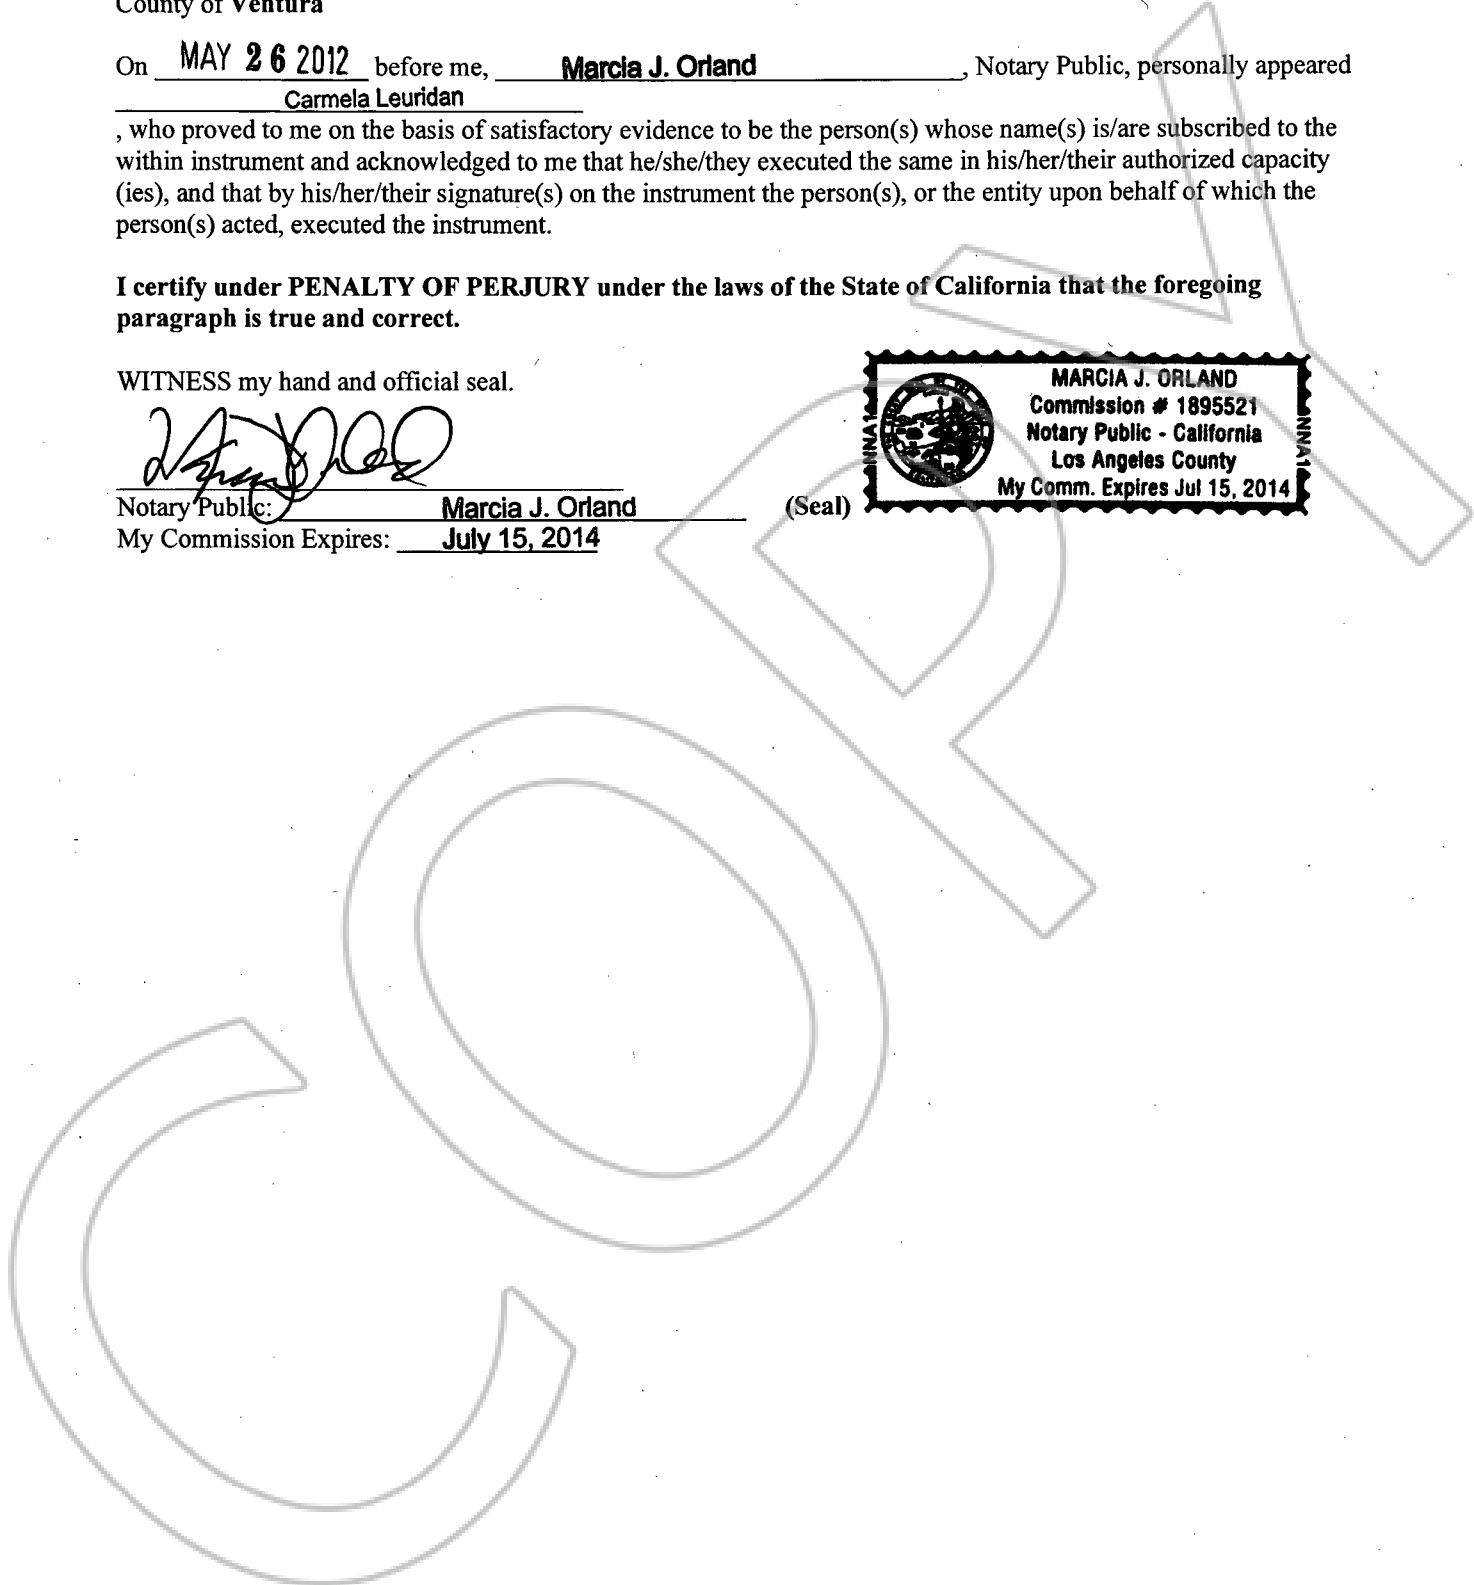 County of Ventura
On MAY 26 2012 before me, Marcia J. Orland, Notary Public, personally appeared
Carmela Leuridan
, who proved to me on the basis of satisfactory evidence to be the person(s) whose name(s) is/are subscribed to the
within instrument and acknowledged to me that he/she/they executed the same in his/her/their authorized capacity
(ies), and that by his/her/their signature(s) on the instrument the person(s), or the entity upon behalf of which the
person(s) acted, executed the instrument.
I certify under PENALTY OF PERJURY under the laws of the State of California that the foregoing
paragraph is true and correct.
WITNESS my hand and official seal.
MARCIA J. ORLAND
Commission # 1895521
Notary Public - California
Los Angeles County
My Comm. Expires Jul 15, 2014
NNA1
NNA1
Notary Public: Marcia J. Orland (Seal)
My Commission Expires: July 15, 2014
COPY